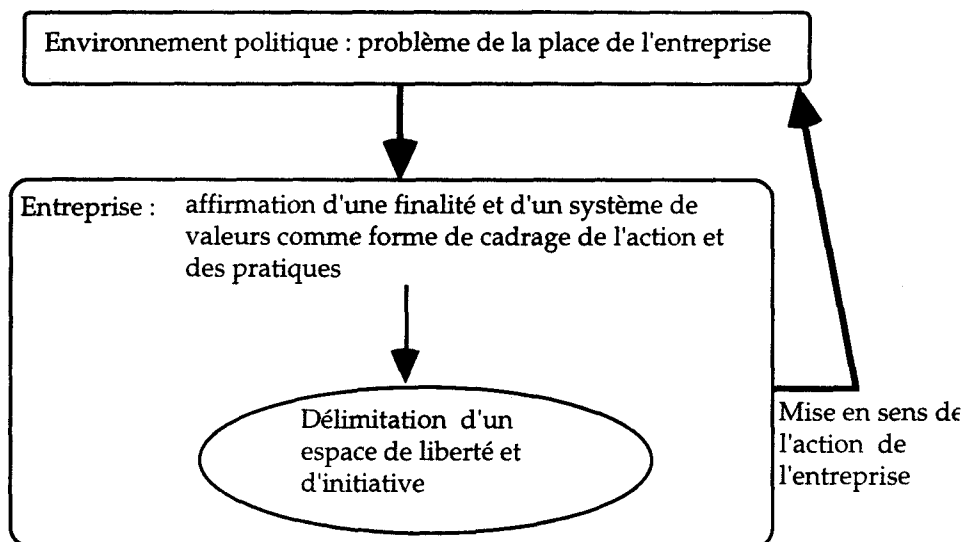 Environnement politique : problème de la place de l'entreprise
Entreprise : affirmation d'une finalité et d'un système de
valeurs comme forme de cadrage de l'action et
des pratiques
Délimitation d'un
espace de liberté et
d'initiative
Mise en sens de
l'action de
l'entreprise